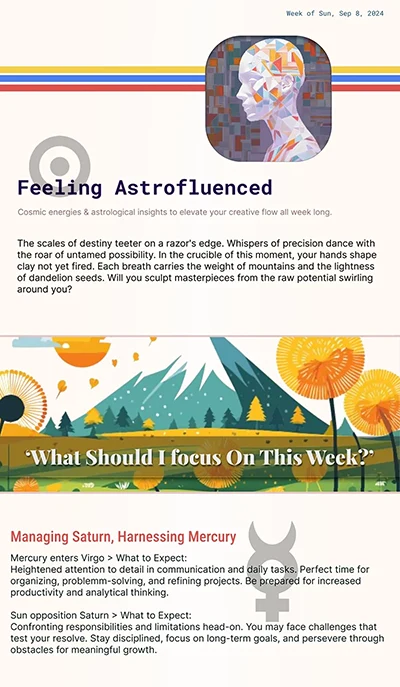 Week of Sun, Sep 8, 2024
Feeling Astrofluenced
Cosmic energies & astrological insights to elevate your creative flow all week long.
The scales of destiny teeter on a razor's edge. Whispers of precision dance with
the roar of untamed possibility. In the crucible of this moment, your hands shape
clay not yet fired. Each breath carries the weight of mountains and the lightness
of dandelion seeds. Will you sculpt masterpieces from the raw potential swirling
around you?
‘What Should I focus On This Week?’
Managing Saturn, Harnessing Mercury
Mercury enters Virgo > What to Expect:
Heightened attention to detail in communication and daily tasks. Perfect time for
organizing, problemm-solving, and refining projects. Be prepared for increased
productivity and analytical thinking.
Sun opposition Saturn > What to Expect:
Confronting responsibilities and limitations head-on. You may face challenges that
test your resolve. Stay disciplined, focus on long-term goals, and persevere through
obstacles for meaningful growth.